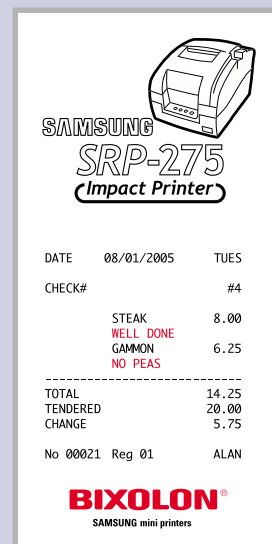 SAMSUNG
SRP-275
Impact Printer
DATE 08/01/2005 TUES
CHECK# #4
STEAK 8.00
WELL DONE
GAMMON 6.25
NO PEAS
TOTAL 14.25
TENDERED 20.00
CHANGE 5.75
No 00021 Reg 01 ALAN
BIXOLON®
SAMSUNG mini printers